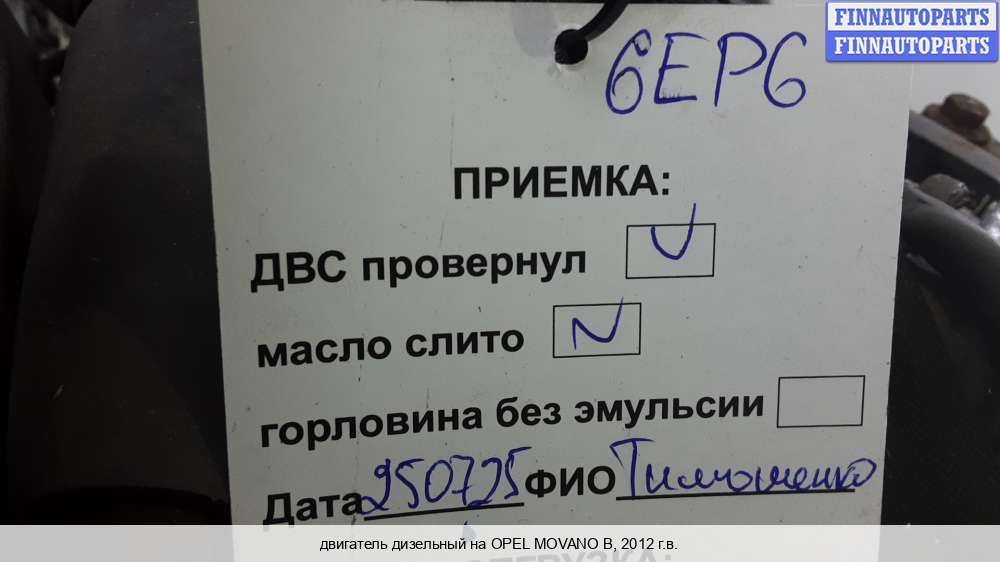 FINNAUTOPARTS
FINNAUTOPARTS
6EP6
ПРИЕМКА:
ДВС провернул
масло слито
горловина без эмульсии
Дата 250725 ФИО Тимошенко
двигатель дизельный на OPEL MOVANO B, 2012 г.в.